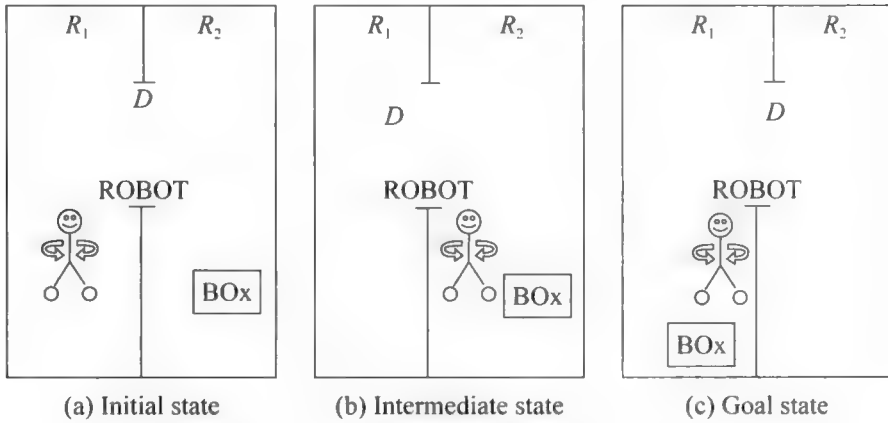 R₁ R₂ R₁ R₂ R₁ R₂
D D D
ROBOT ROBOT ROBOT
BOx BOx BOx
(a) Initial state (b) Intermediate state (c) Goal state